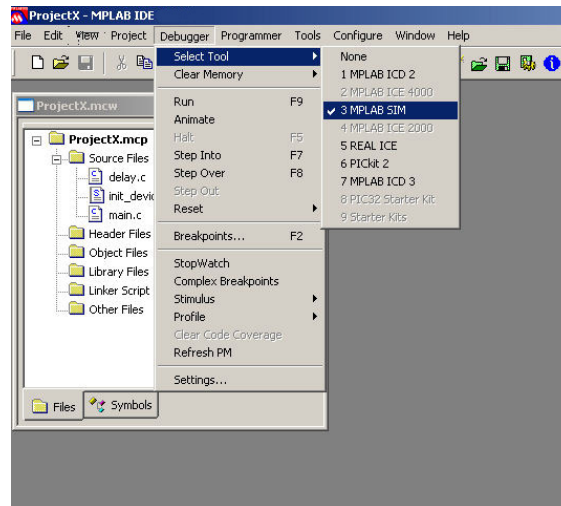 ProjectX - MPLAB IDE
File Edit View Project Debugger Programmer Tools Configure Window Help
ProjectX.mcw
ProjectX.mcp
Source Files
delay.c
init_devic
main.c
Header Files
Object Files
Library Files
Linker Script
Other Files
Files Symbols
Select Tool
Clear Memory
Run F9
Animate
Halt F5
Step Into F7
Step Over F8
Step Out
Reset
Breakpoints... F2
StopWatch
Complex Breakpoints
Stimulus
Profile
Clear Code Coverage
Refresh PM
Settings...
None
1 MPLAB ICD 2
2 MPLAB ICE 4000
3 MPLAB SIM
4 MPLAB ICE 2000
5 REAL ICE
6 PICkit 2
7 MPLAB ICD 3
8 PIC32 Starter Kit
9 Starter Kits